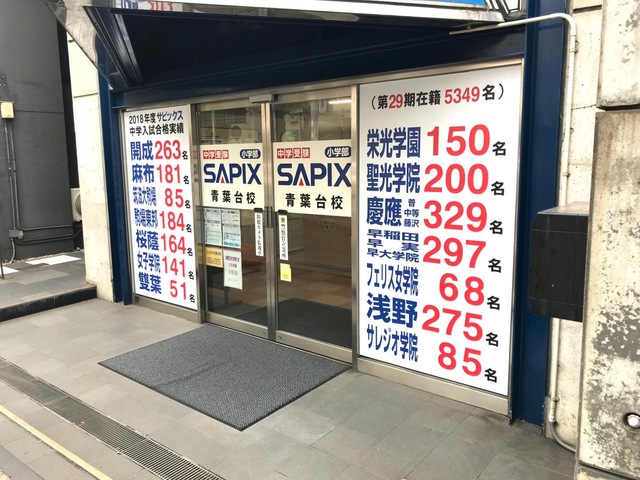 2018年度サピックス
中学入試合格実績
開成 263名
麻布 181名
筑波大駒場 85名
駒場東邦 184名
桜蔭 164名
女子学院 141名
雙葉 51名
中学受験 小学部
SAPIX
青葉台校
中学受験 小学部
SAPIX
青葉台校
(第29期在籍 5349名)
栄光学園 150名
聖光学院 200名
慶應 普 中等 藤沢 329名
早稲田
早実
早大学院 297名
フェリス女学院 68名
浅野 275名
サレジオ学院 85名